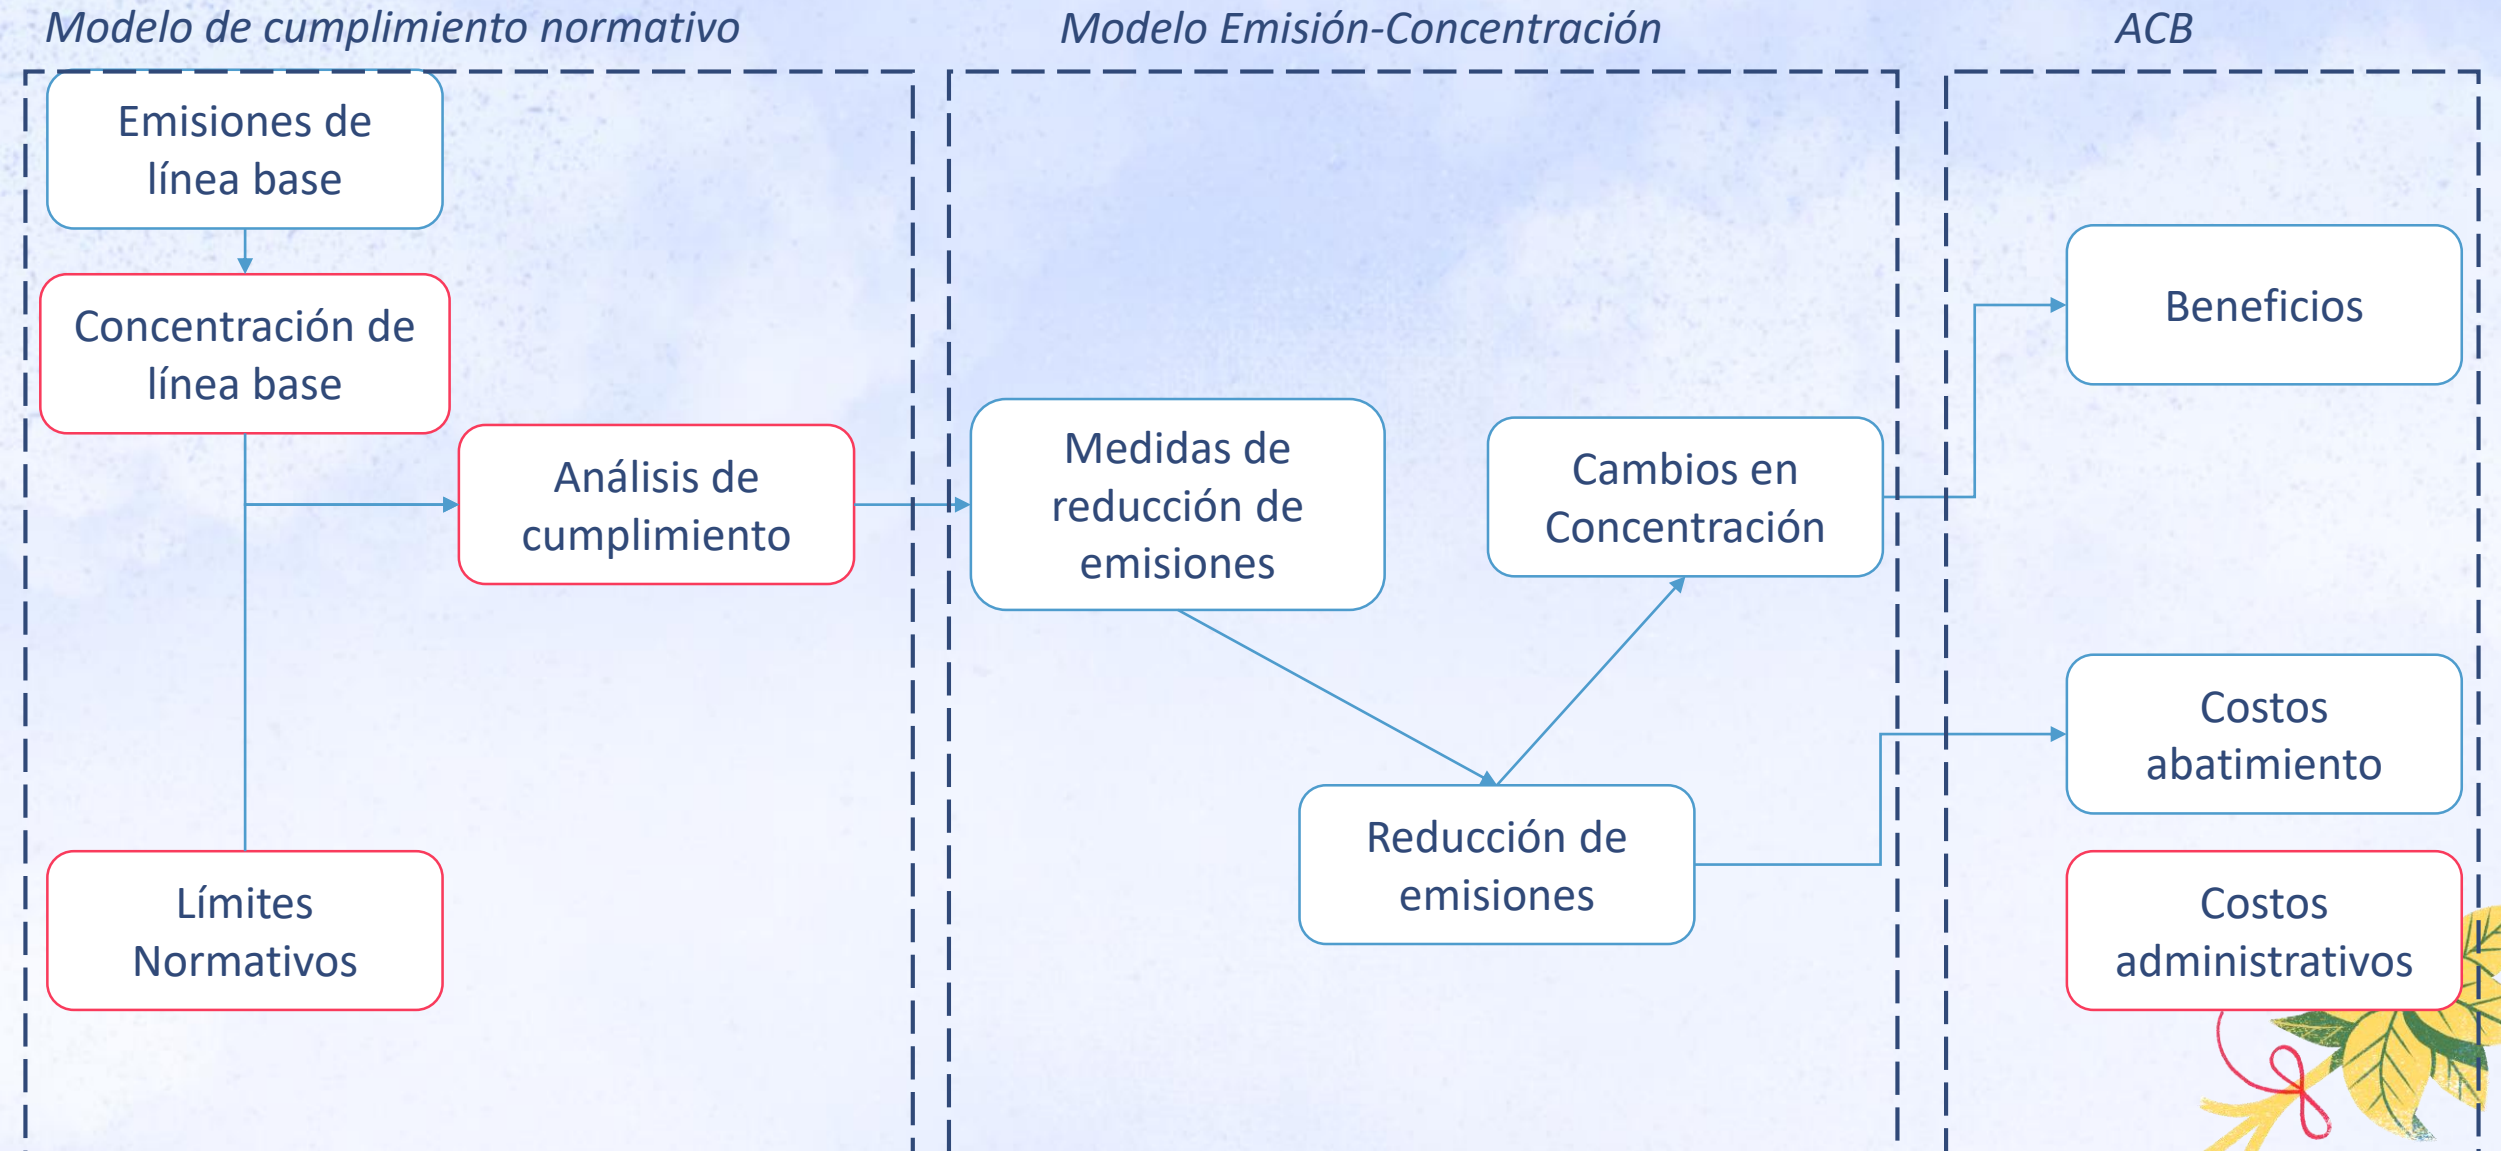 Modelo de cumplimiento normativo
Emisiones de
línea base
Concentración de
línea base
Análisis de
cumplimiento
Límites
Normativos
Modelo Emisión-Concentración
Medidas de
reducción de
emisiones
Cambios en
Concentración
Reducción de
emisiones
ACB
Beneficios
Costos
abatimiento
Costos
administrativos